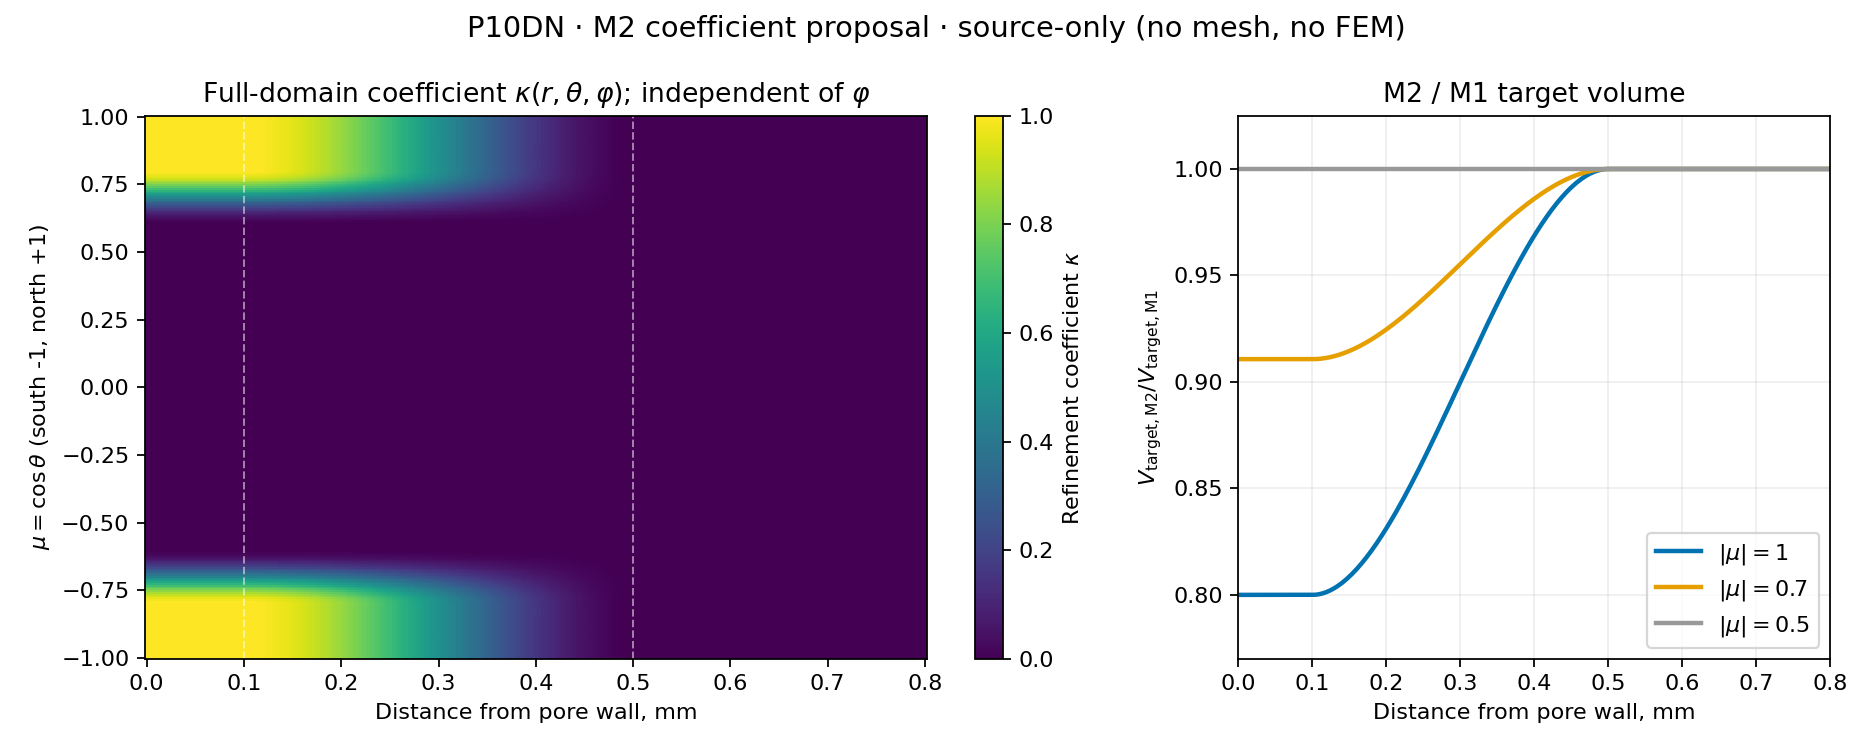 P10DN · M2 coefficient proposal · source-only (no mesh, no FEM)
Full-domain coefficient κ(r, θ, φ); independent of φ
1.00
0.75
0.50
0.25
0.00
−0.25
−0.50
−0.75
−1.00
μ = cos θ (south -1, north +1)
0.0 0.1 0.2 0.3 0.4 0.5 0.6 0.7 0.8
Distance from pore wall, mm
1.0
0.8
0.6
0.4
0.2
0.0
Refinement coefficient κ
M2 / M1 target volume
1.00
0.95
0.90
0.85
0.80
V_target, M2/V_target, M1
|μ| = 1
|μ| = 0.7
|μ| = 0.5
0.0 0.1 0.2 0.3 0.4 0.5 0.6 0.7 0.8
Distance from pore wall, mm